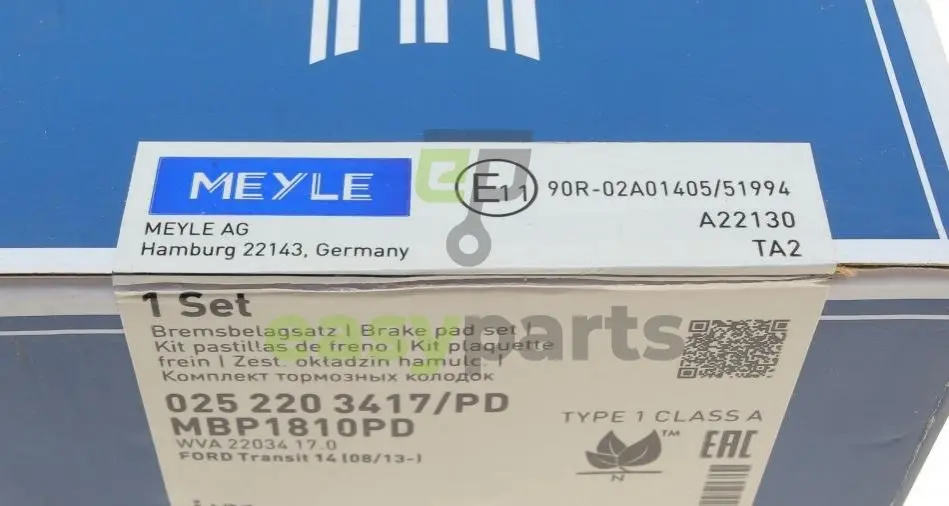 MEYLE
E11 90R-02A01405/51994
MEYLE AG
A22130
Hamburg 22143, Germany
TA2
1 Set
Bremsbelagsatz | Brake pad set |
Kit pastillas de freno | Kit plaquette
frein | Zest. okładzin hamulc. |
Комплект тормозных колодок
easyparts
025 220 3417/PD
MBP1810PD
WVA 22034 17.0
FORD Transit 14 (08/13-)
TYPE 1 CLASS A
TM
N
EAC